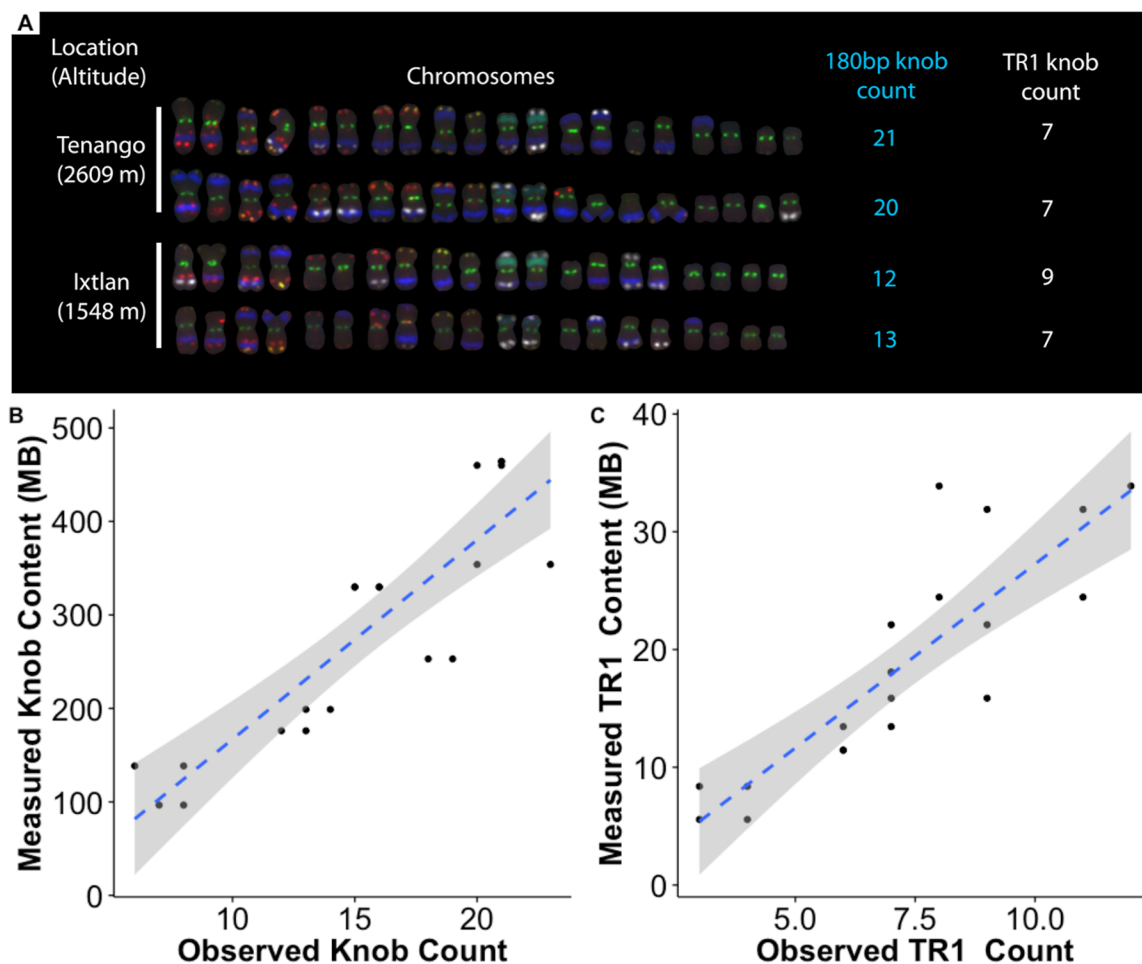 A
Location
(Altitude)
Chromosomes
180bp knob
count
TR1 knob
count
Tenango
(2609 m)
21
7
20
7
Ixtlan
(1548 m)
12
9
13
7
B
Measured Knob Content (MB)
500
400
300
200
100
0
10
15
20
Observed Knob Count
C
Measured TR1 Content (MB)
40
30
20
10
0
5.0
7.5
10.0
Observed TR1 Count